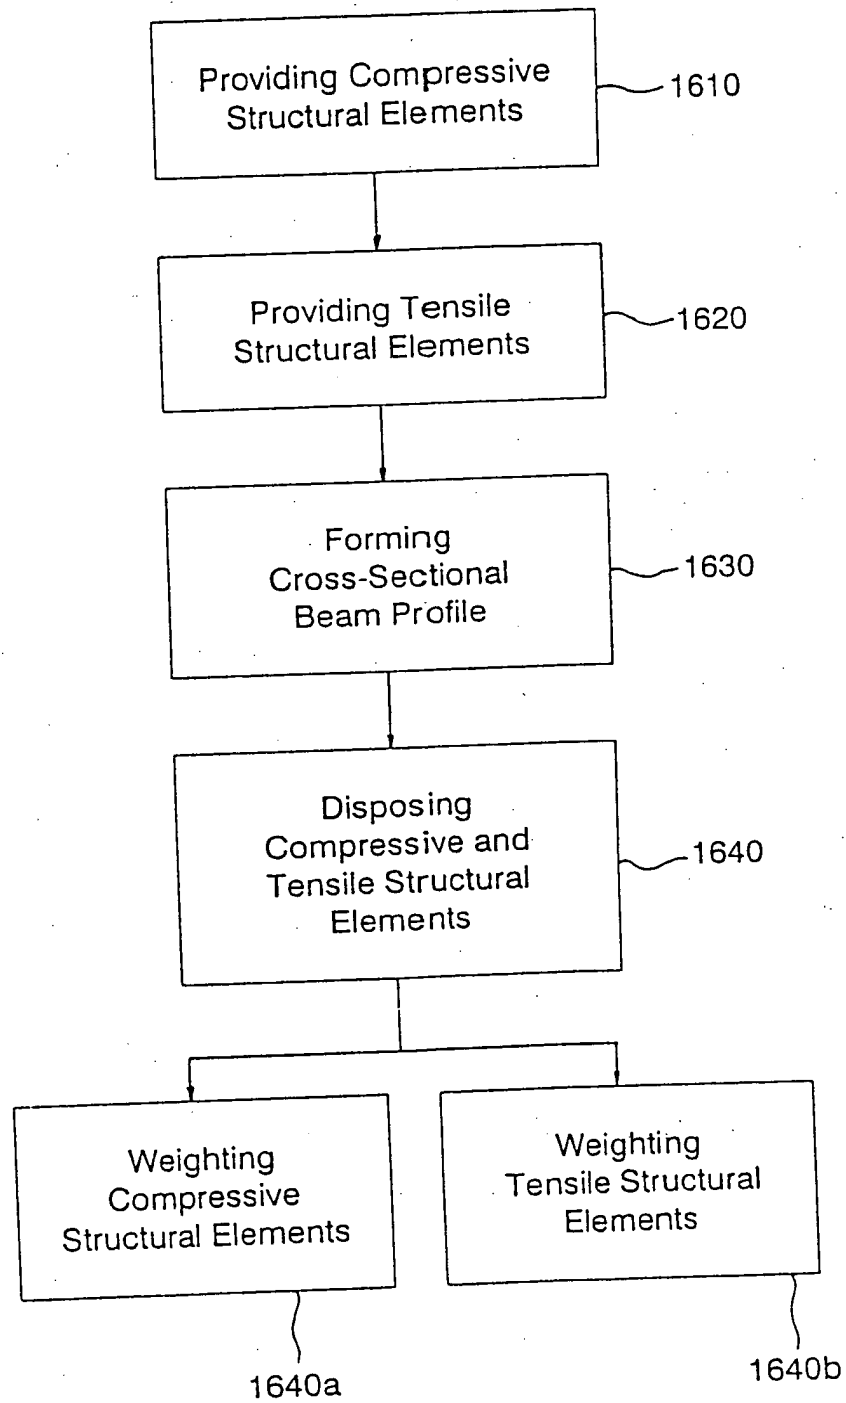 Providing Compressive
Structural Elements
1610
Providing Tensile
Structural Elements
1620
Forming
Cross-Sectional
Beam Profile
1630
Disposing
Compressive and
Tensile Structural
Elements
1640
Weighting
Compressive
Structural Elements
1640a
Weighting
Tensile Structural
Elements
1640b